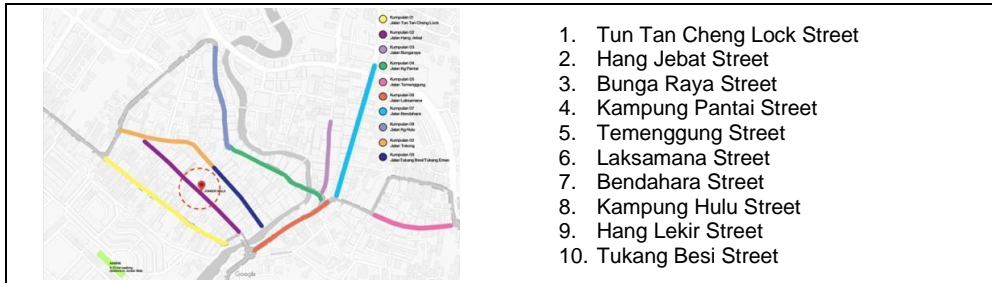 Kumpulan 01
Jalan Tun Tan Cheng Lock
Kumpulan 02
Jalan Hang Jebat
Kumpulan 03
Jalan Bungaraya
Kumpulan 04
Jalan Kg Pantai
Kumpulan 05
Jalan Temenggung
Kumpulan 06
Jalan Laksamana
Kumpulan 07
Jalan Bendahara
Kumpulan 08
Jalan Kg Hulu
Jalan Tokong
Jalan Tukang Besi/Tukang Emas
Google
1. Tun Tan Cheng Lock Street
2. Hang Jebat Street
3. Bunga Raya Street
4. Kampung Pantai Street
5. Temenggung Street
6. Laksamana Street
7. Bendahara Street
8. Kampung Hulu Street
9. Hang Lekir Street
10. Tukang Besi Street